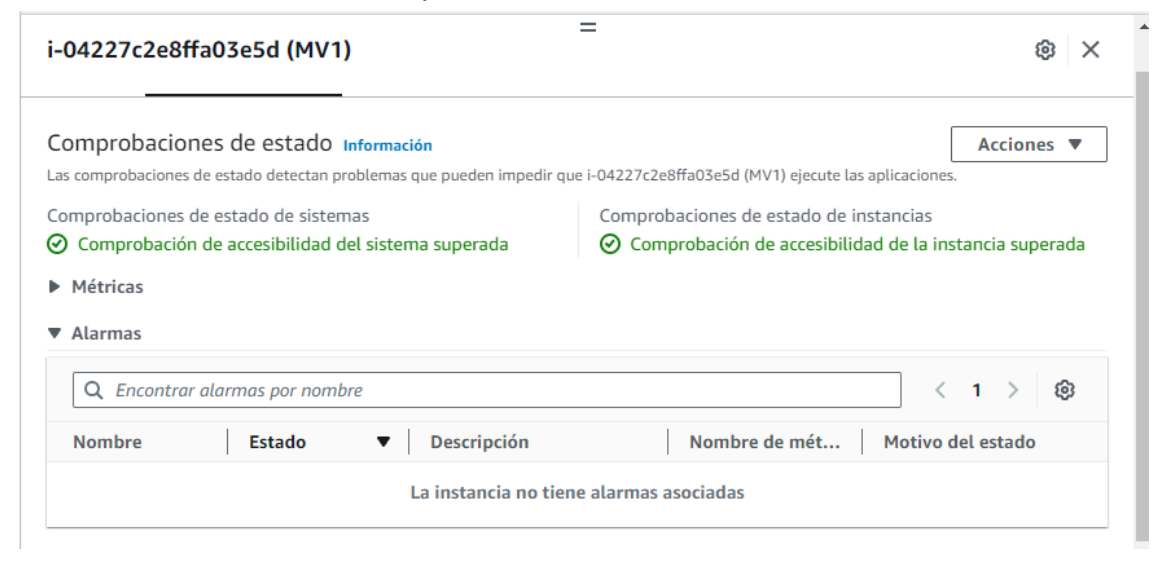 i-04227c2e8ffa03e5d (MV1)
Comprobaciones de estado Información
Acciones
Las comprobaciones de estado detectan problemas que pueden impedir que i-04227c2e8ffa03e5d (MV1) ejecute las aplicaciones.
Comprobaciones de estado de sistemas
Comprobación de accesibilidad del sistema superada
Comprobaciones de estado de instancias
Comprobación de accesibilidad de la instancia superada
Métricas
Alarmas
Encontrar alarmas por nombre
1
Nombre Estado Descripción Nombre de mét... Motivo del estado
La instancia no tiene alarmas asociadas